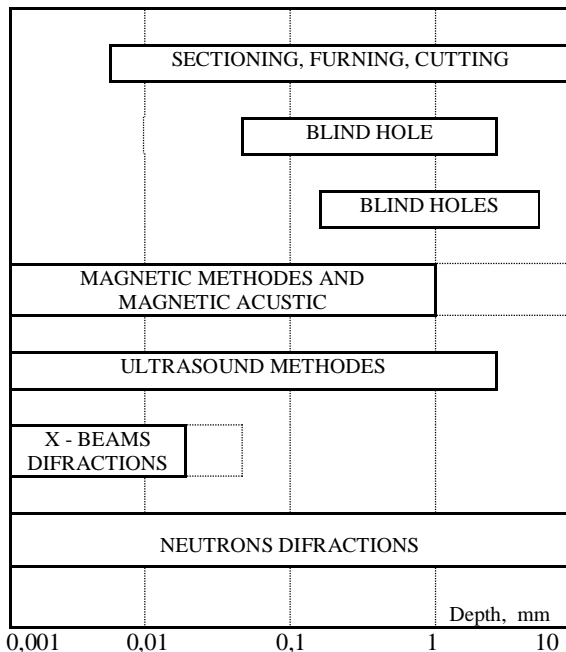 SECTIONING, FURNING, CUTTING
BLIND HOLE
BLIND HOLES
MAGNETIC METHODES AND
MAGNETIC ACUSTIC
ULTRASOUND METHODES
X - BEAMS
DIFRACTIONS
NEUTRONS DIFRACTIONS
Depth, mm
0,001 0,01 0,1 1 10